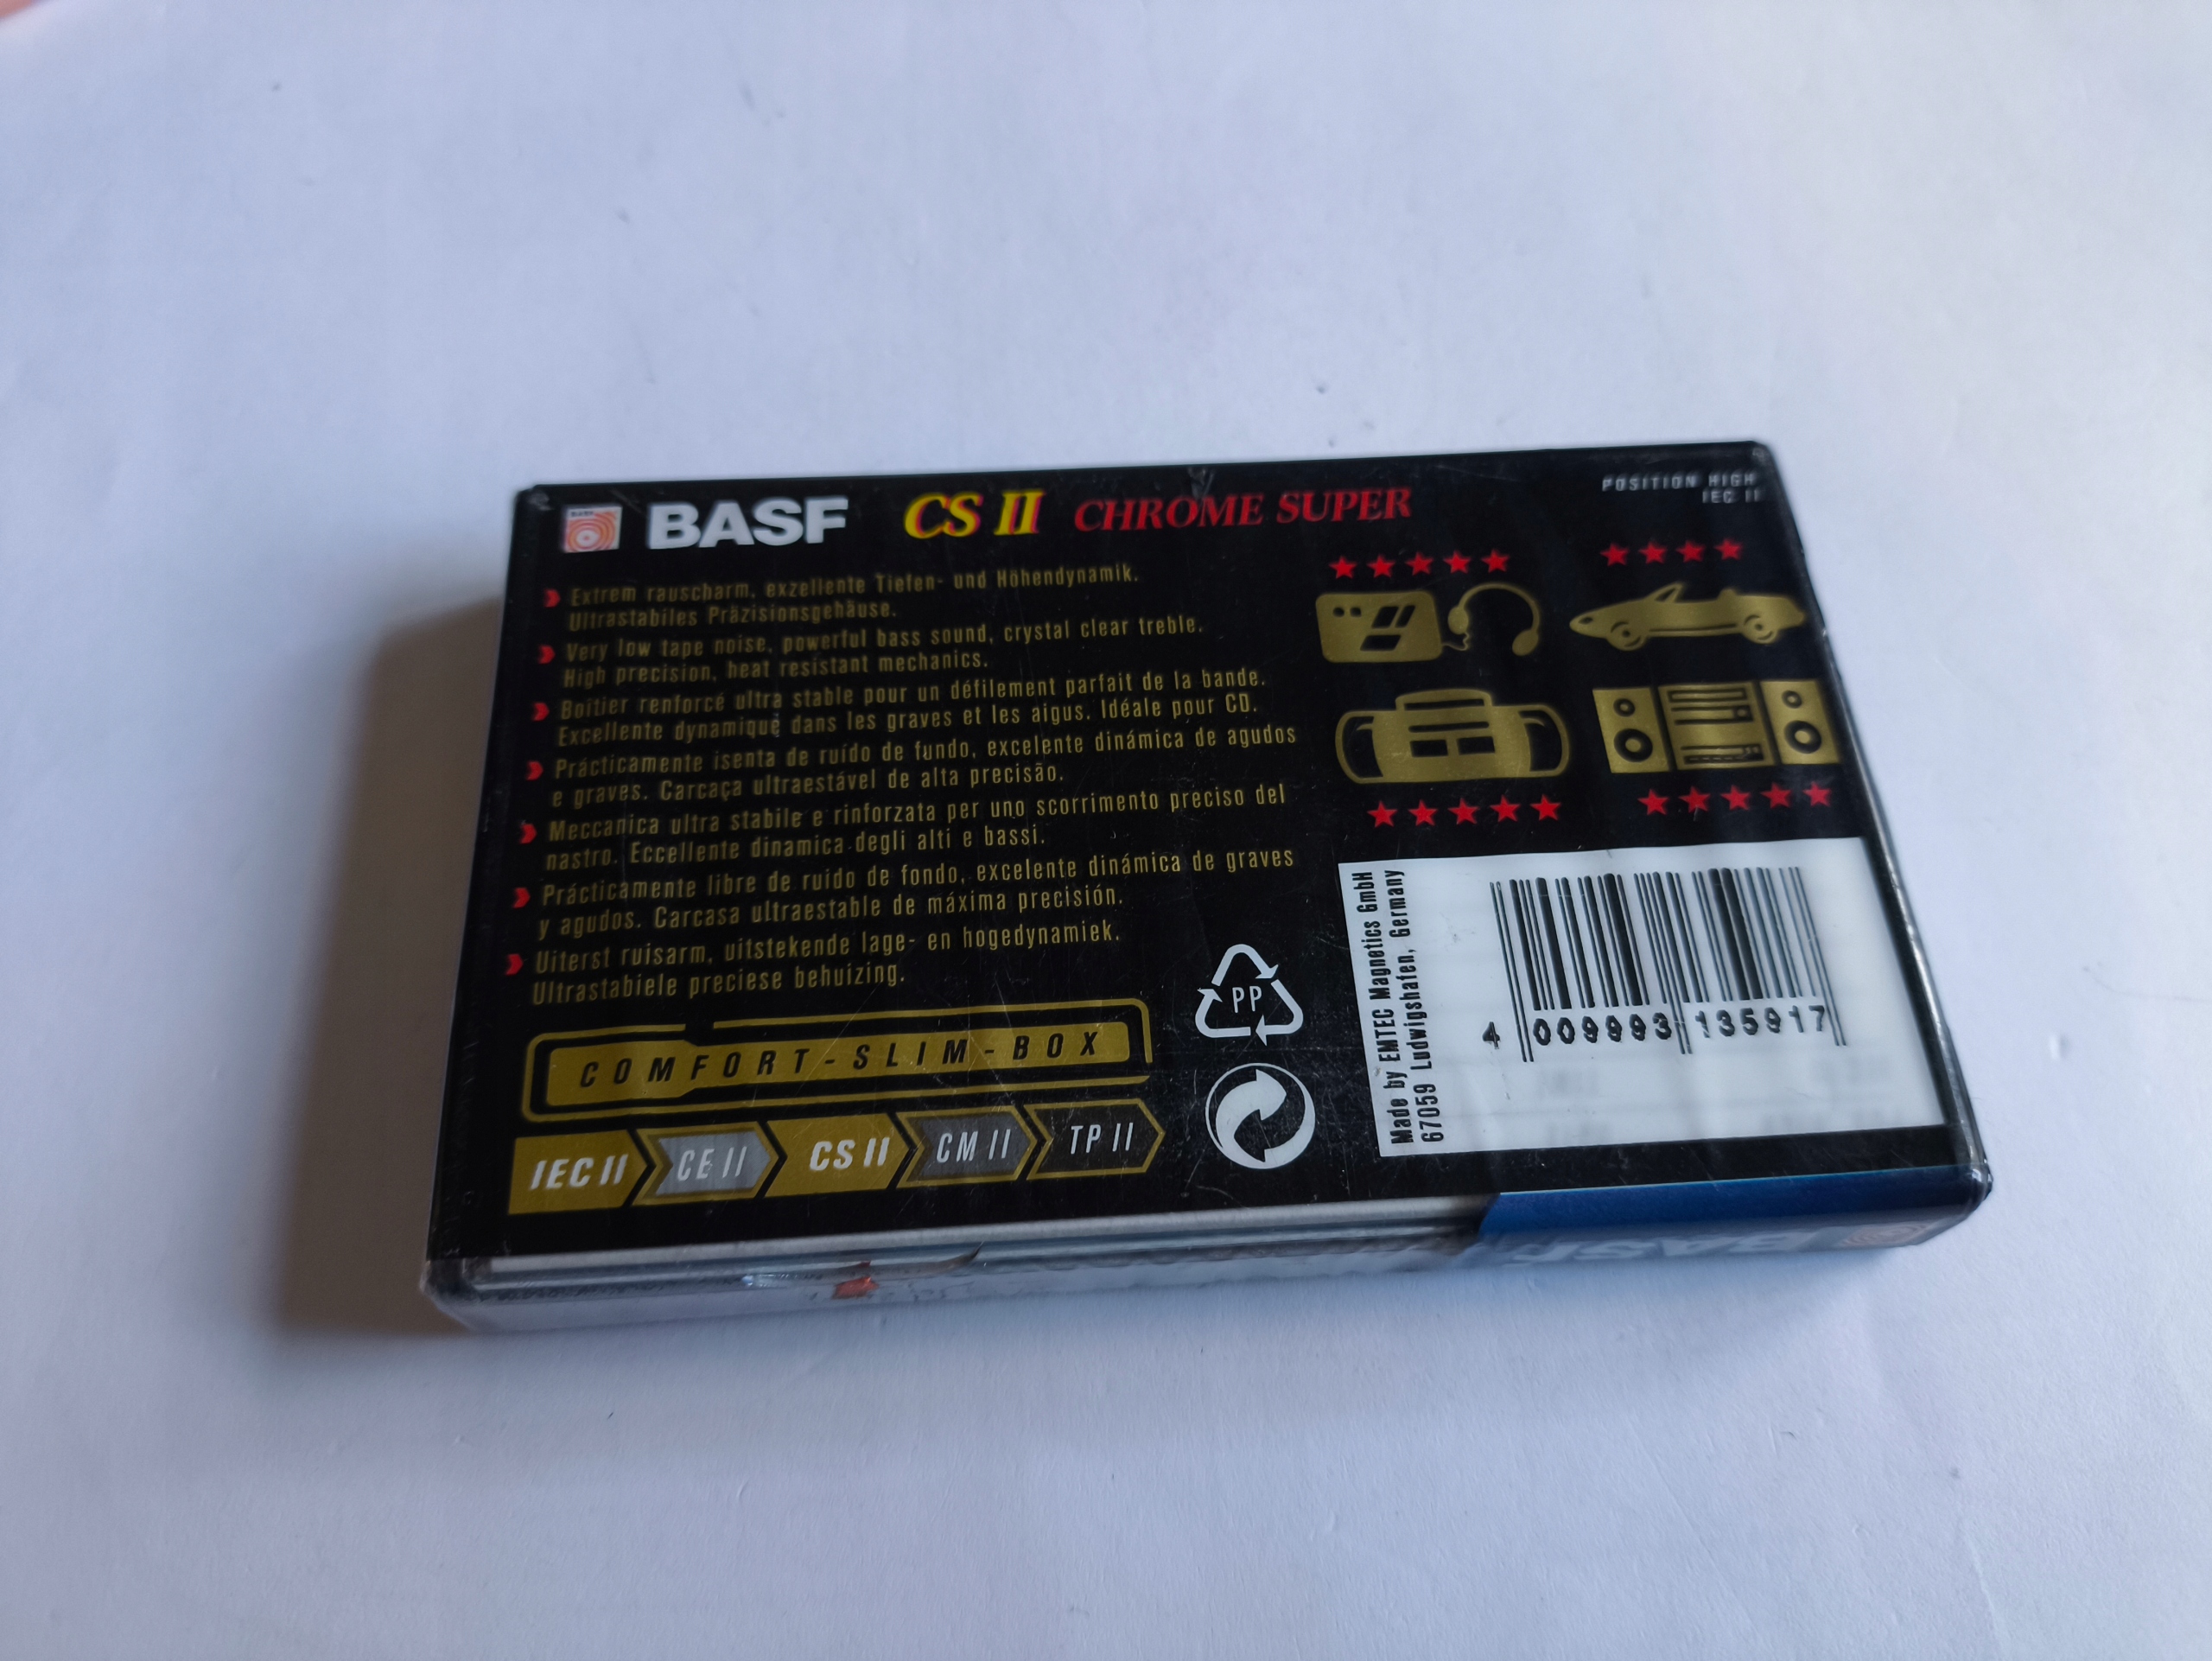 BASF CS II CHROME SUPER
POSITION HIGH
IEC II
Extrem rauscharm, exzellente Tiefen- und Höhendynamik.
Ultrastabiles Präzisionsgehäuse.
Very low tape noise, powerful bass sound, crystal clear treble.
High precision, heat resistant mechanics.
Boîtier renforcé ultra stable pour un défilement parfait de la bande.
Excellente dynamique dans les graves et les aigus. Idéale pour CD.
Prácticamente isenta de ruído de fundo, excelente dinámica de agudos
e graves. Carcaça ultraestável de alta precisão.
Meccanica ultra stabile e rinforzata per uno scorrimento preciso del
nastro. Eccellente dinamica degli alti e bassi.
Prácticamente libre de ruido de fondo, excelente dinámica de graves
y agudos. Carcasa ultraestable de máxima precisión.
Uiterst ruisarm, uitstekende lage- en hogedynamiek.
Ultrastabiele preciese behuizing.
COMFORT-SLIM-BOX
IEC II CE II CS II CM II TP II
PP
Made by EMTEC Magnetics GmbH
67059 Ludwigshafen, Germany
4 009993 135917
BASF